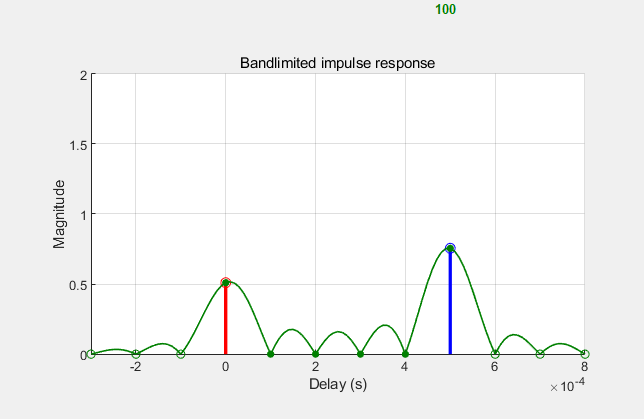 100
Bandlimited impulse response
2
1.5
1
0.5
0
Magnitude
-2 0 2 4 6 8
Delay (s)
×10⁻⁴